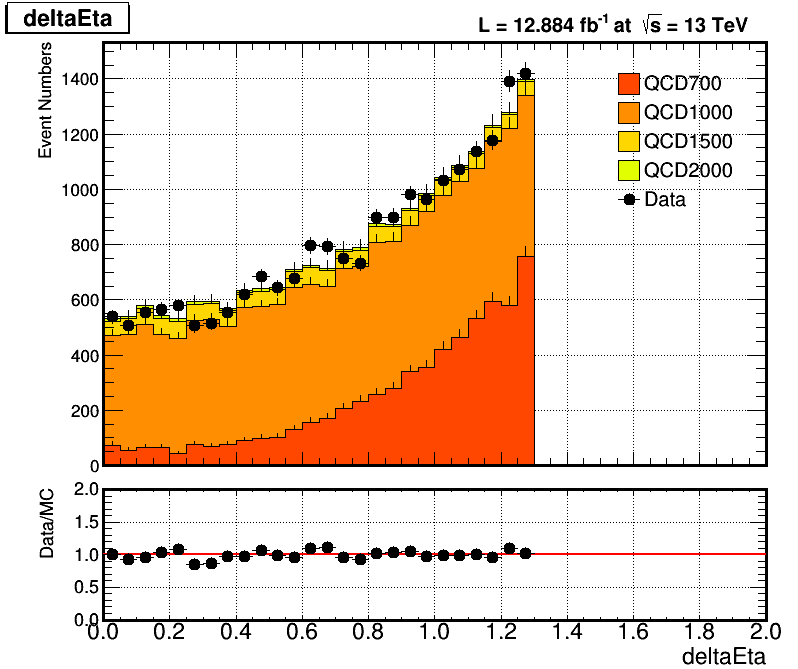 deltaEta
L = 12.884 fb-1 at √s = 13 TeV
Event Numbers
1400
1200
1000
800
600
400
200
0
QCD700
QCD1000
QCD1500
QCD2000
Data
Data/MC
2.0
1.5
1.0
0.5
0.0
0.0 0.2 0.4 0.6 0.8 1.0 1.2 1.4 1.6 1.8 2.0
deltaEta